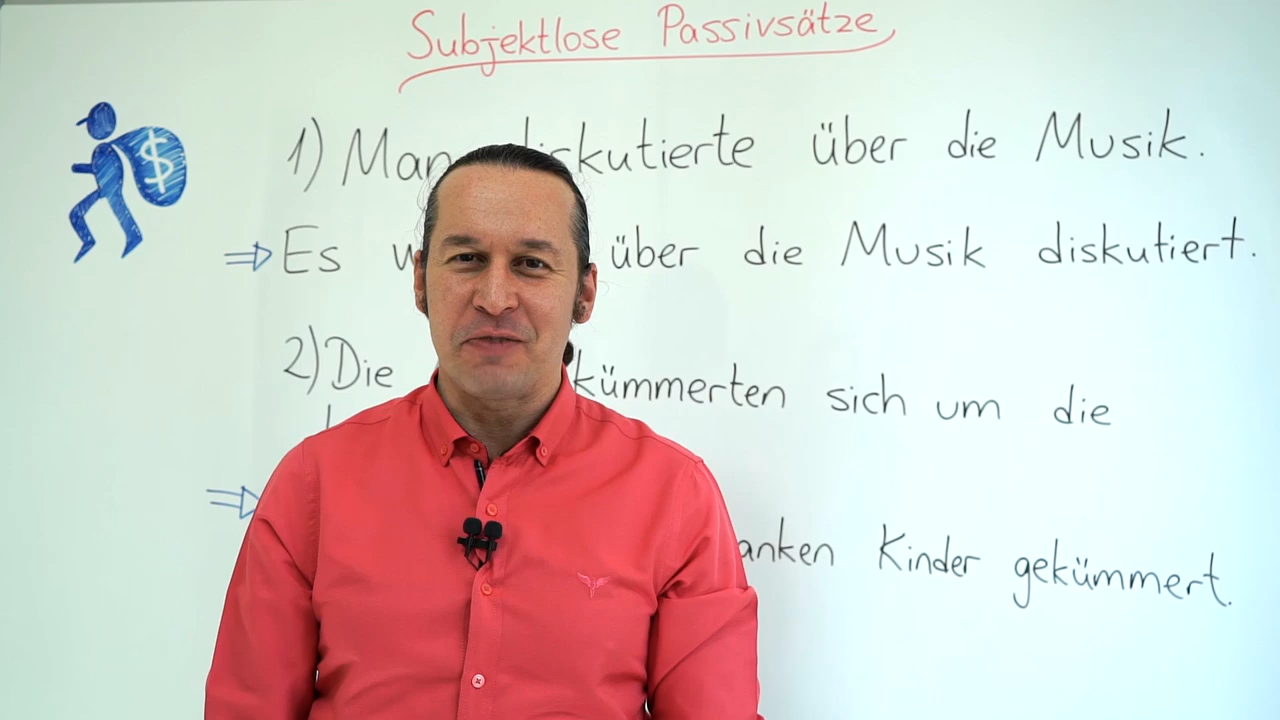 Subjektlose Passivsätze
$
1) Man diskutierte über die Musik.
⇒ Es über die Musik diskutiert.
2) Die kümmerten sich um die
⇒ Kinder gekümmert.